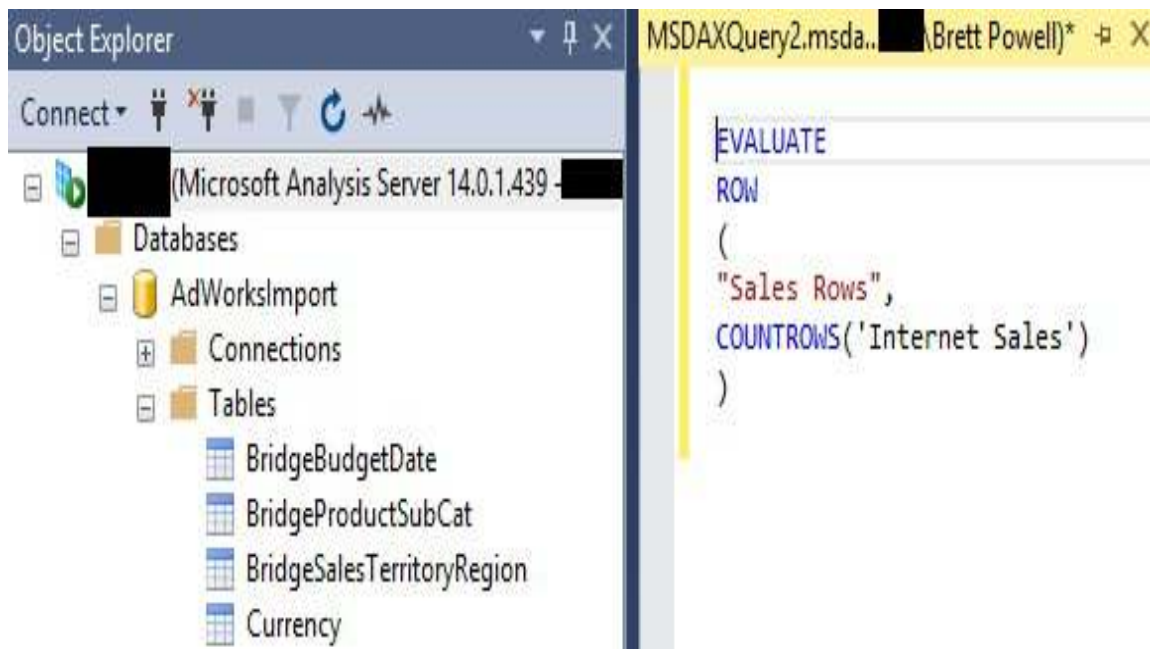 Object Explorer
Connect
(Microsoft Analysis Server 14.0.1.439 -
Databases
AdWorksImport
Connections
Tables
BridgeBudgetDate
BridgeProductSubCat
BridgeSalesTerritoryRegion
Currency
MSDAXQuery2.msda.. \Brett Powell)*
EVALUATE
ROW
(
"Sales Rows",
COUNTROWS('Internet Sales')
)